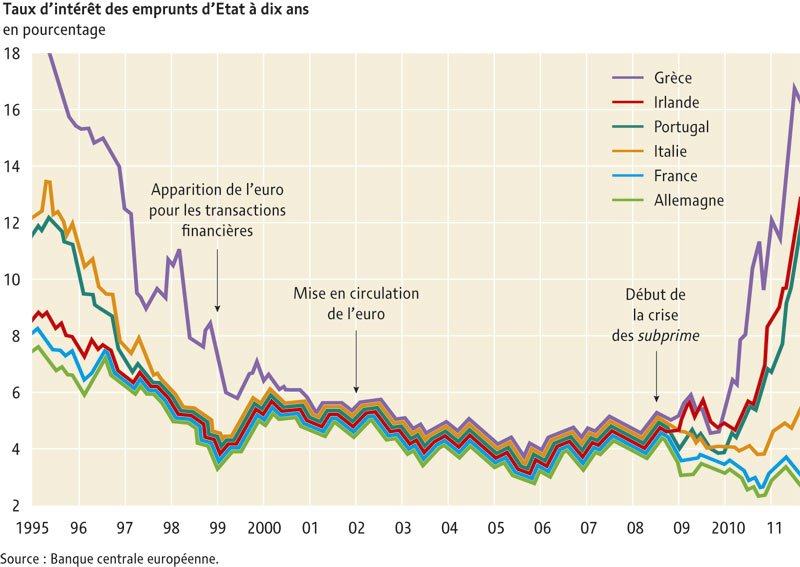 Taux d'intérêt des emprunts d'Etat à dix ans
en pourcentage
18
16
14
12
10
8
6
4
2
Grèce
Irlande
Portugal
Italie
France
Allemagne
Apparition de l'euro
pour les transactions
financières
Mise en circulation
de l'euro
Début de
la crise
des subprime
1995 96 97 98 99 2000 01 02 03 04 05 06 07 08 09 2010 11
Source : Banque centrale européenne.